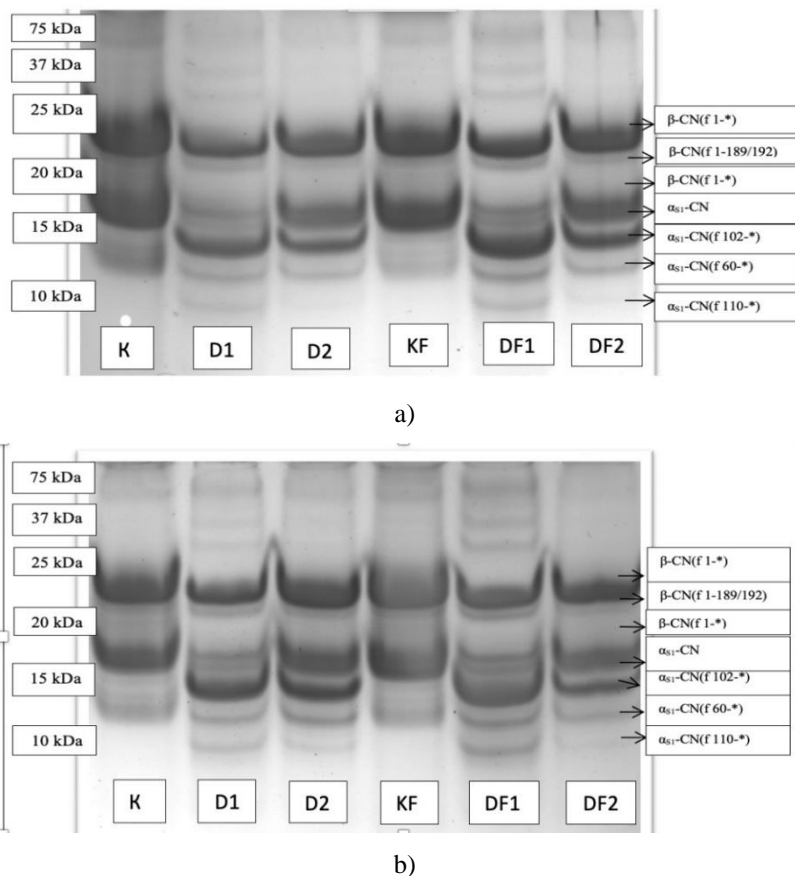 75 kDa
37 kDa
25 kDa
20 kDa
15 kDa
10 kDa
β-CN(f 1-*)
β-CN(f 1-189/192)
β-CN(f 1-*)
αS1-CN
αS1-CN(f 102-*)
αS1-CN(f 60-*)
αS1-CN(f 110-*)
K D1 D2 KF DF1 DF2
a)
75 kDa
37 kDa
25 kDa
20 kDa
15 kDa
10 kDa
β-CN(f 1-*)
β-CN(f 1-189/192)
β-CN(f 1-*)
αS1-CN
αS1-CN(f 102-*)
αS1-CN(f 60-*)
αS1-CN(f 110-*)
K D1 D2 KF DF1 DF2
b)